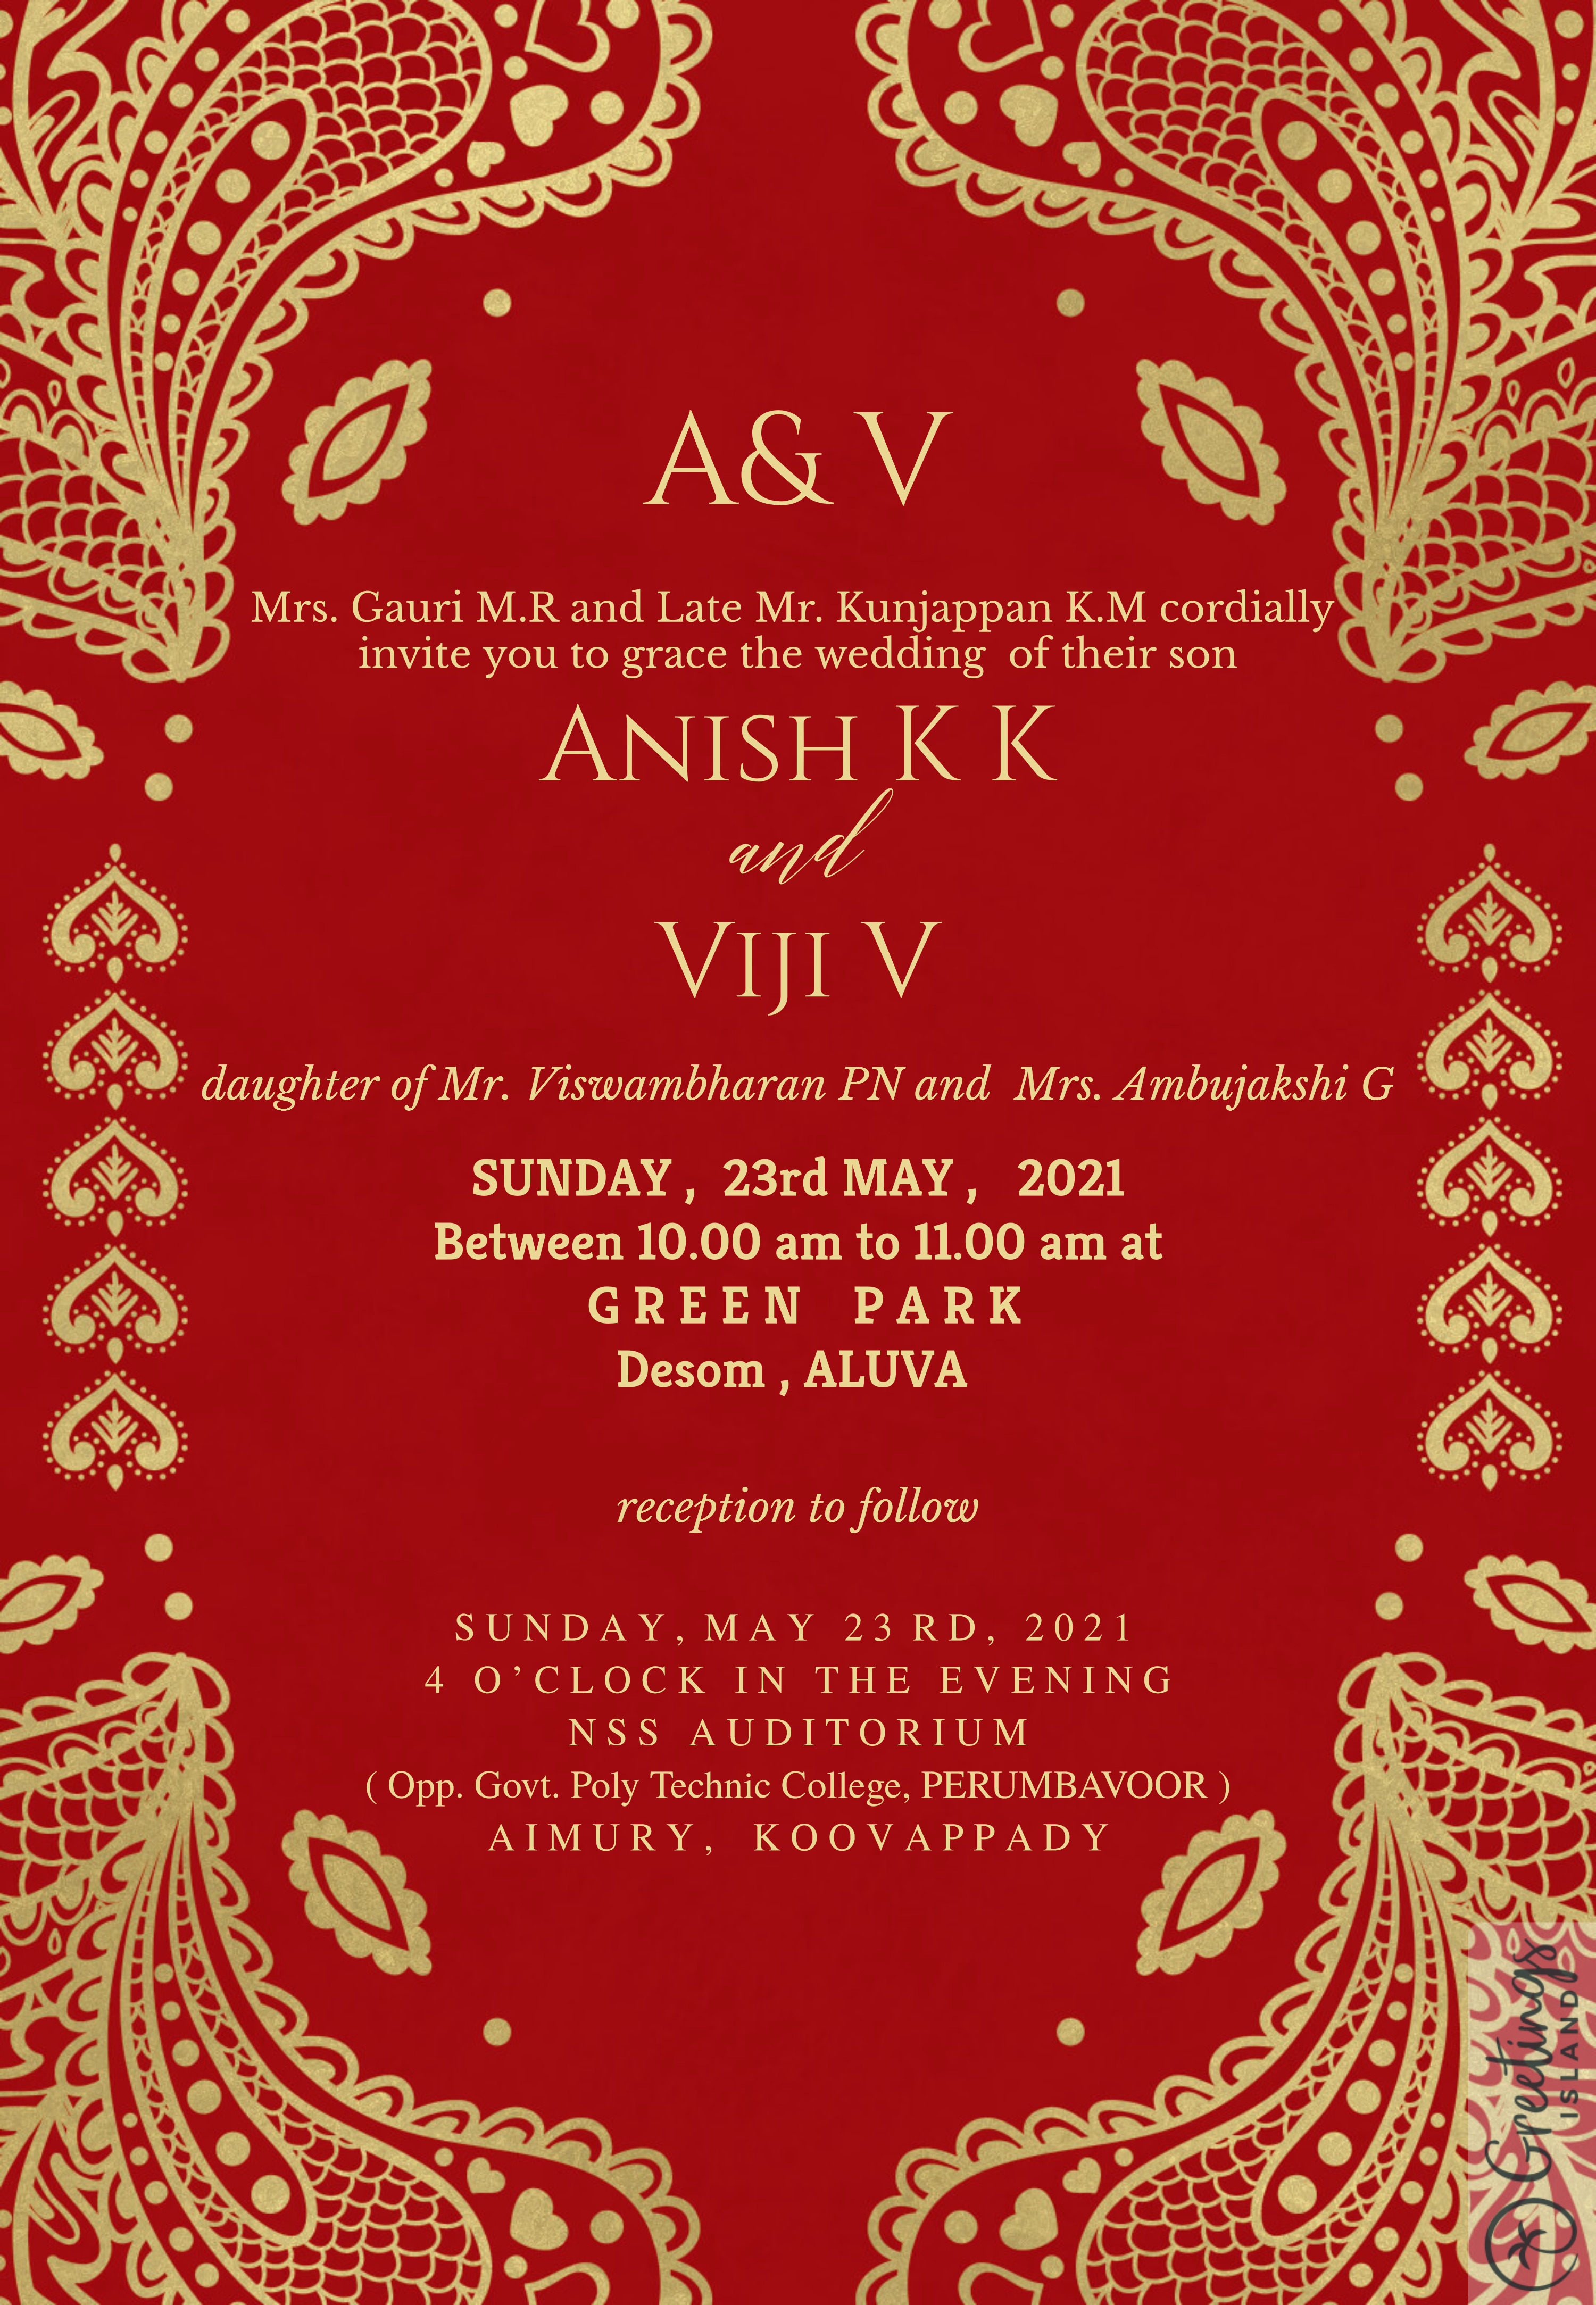 A& V
Mrs. Gauri M.R and Late Mr. Kunjappan K.M cordially
invite you to grace the wedding of their son
ANISH K K
and
VIJI V
daughter of Mr. Viswambharan PN and Mrs. Ambujakshi G
SUNDAY , 23rd MAY , 2021
Between 10.00 am to 11.00 am at
GREEN PARK
Desom , ALUVA
reception to follow
SUNDAY, MAY 23 RD, 2021
4 O’CLOCK IN THE EVENING
NSS AUDITORIUM
( Opp. Govt. Poly Technic College, PERUMBAVOOR )
AIMURY, KOOVAPPADY
Greetings
ISLAND